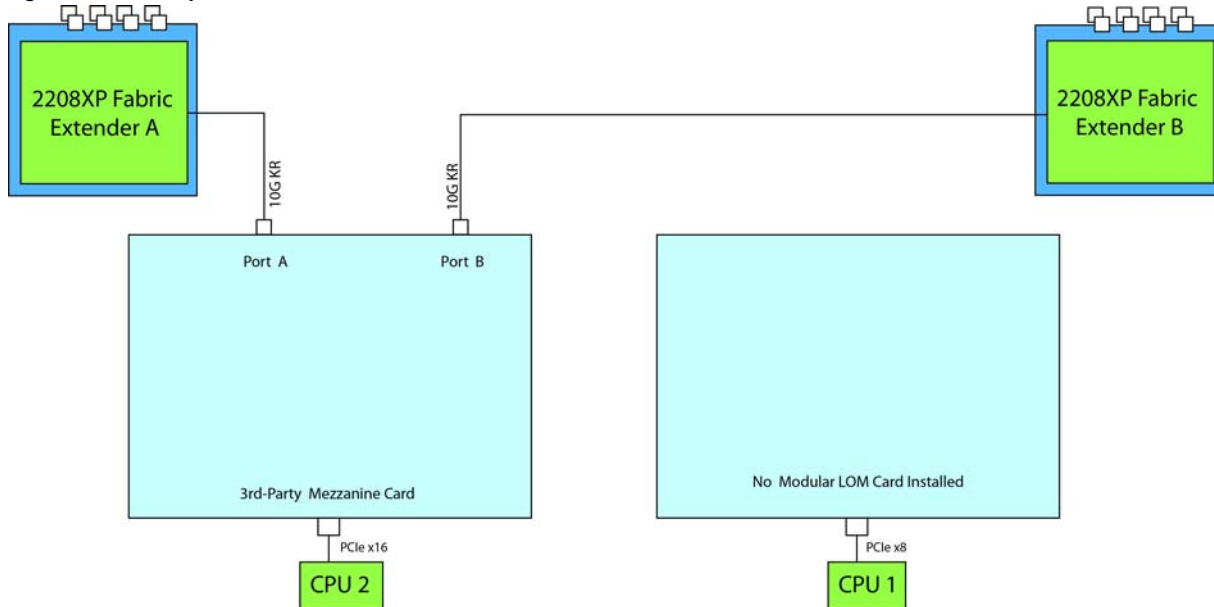 2208XP Fabric
Extender A
2208XP Fabric
Extender B
10G KR
10G KR
Port A
Port B
3rd-Party Mezzanine Card
No Modular LOM Card Installed
PCIe x16
PCIe x8
CPU 2
CPU 1